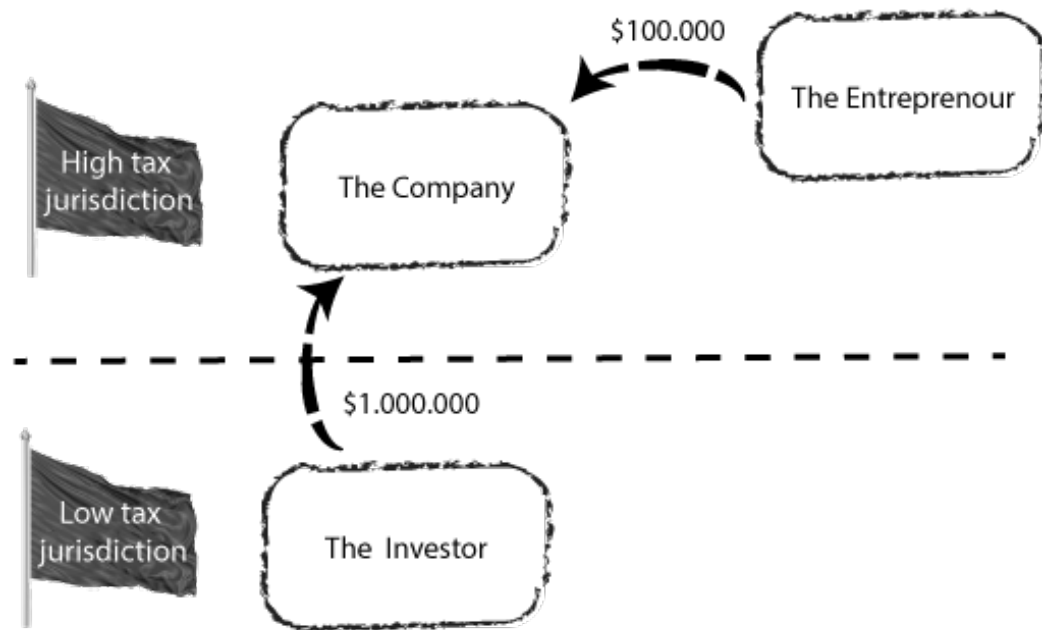 $100.000
The Entreprenour
High tax
jurisdiction
The Company
$1.000.000
Low tax
jurisdiction
The Investor